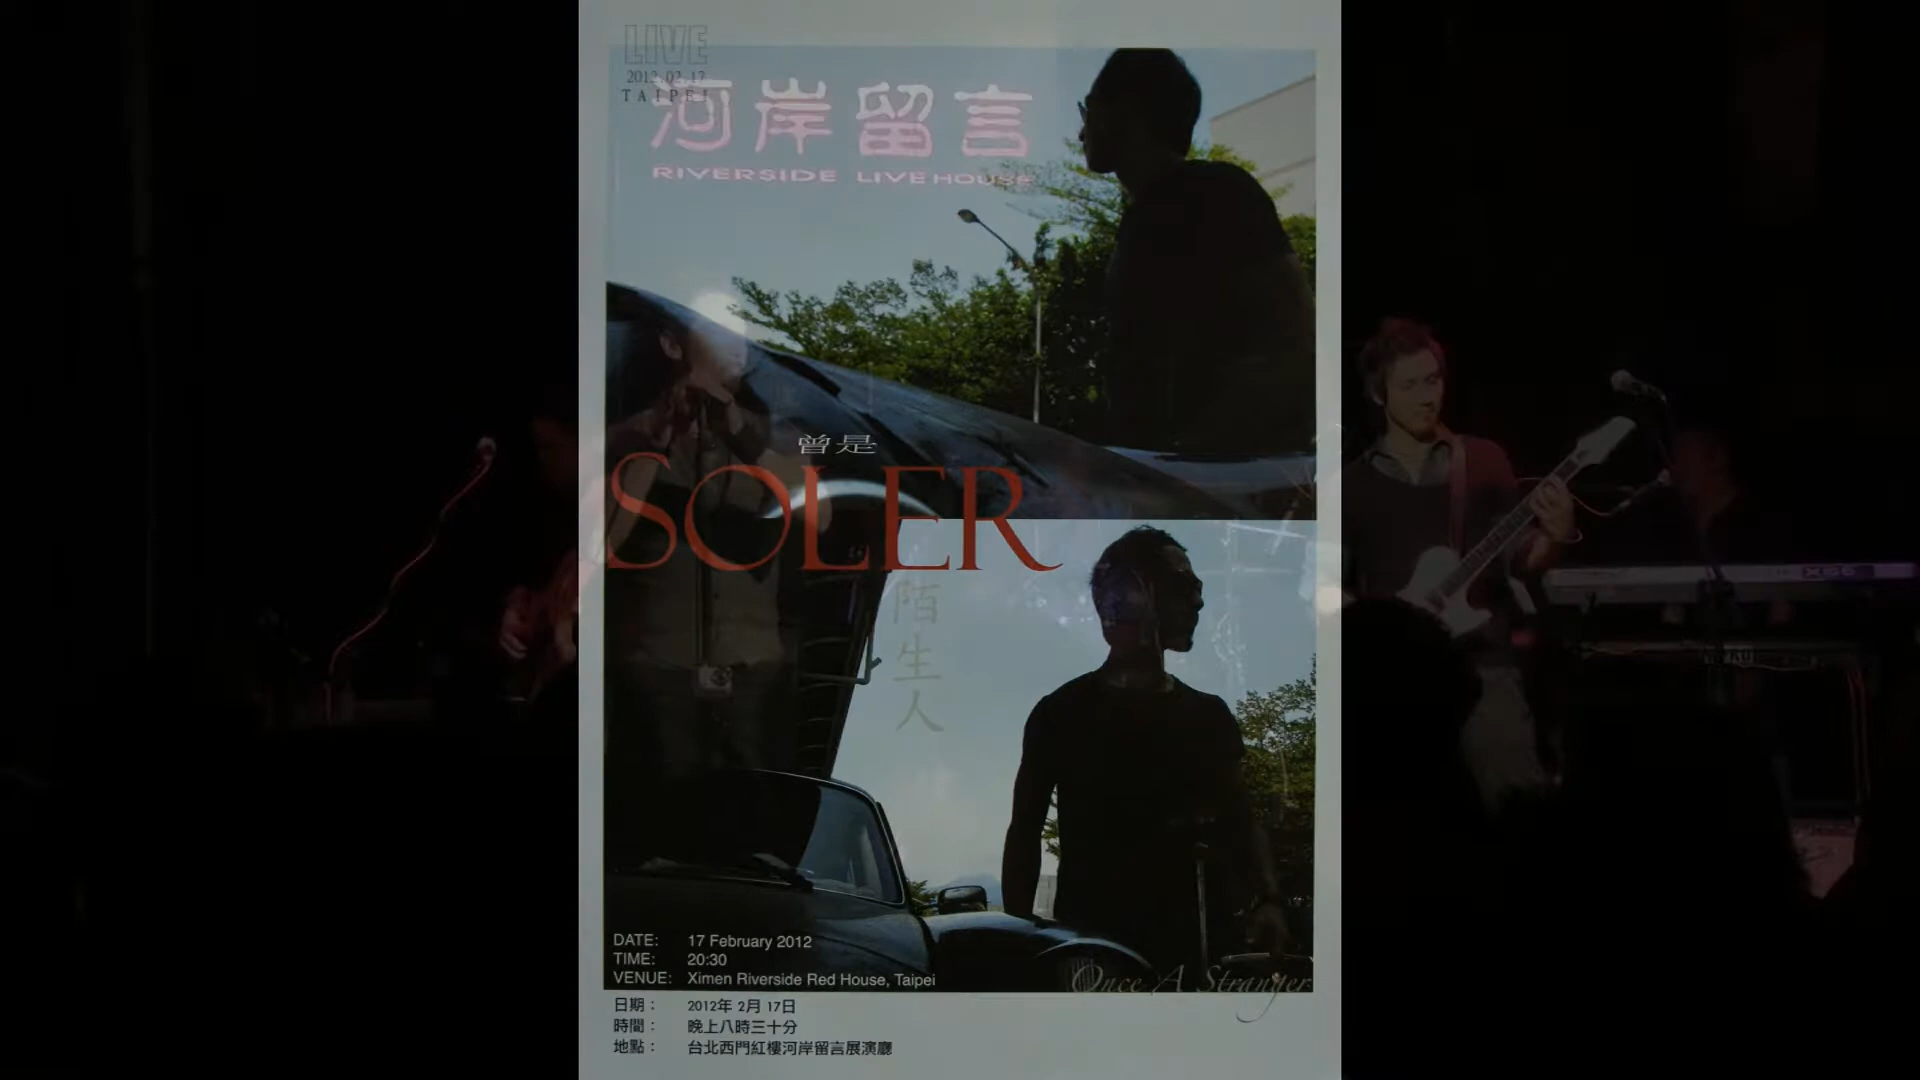 LIVE
2012.02.17
TAIPEI
河岸留言
RIVERSIDE LIVE HOUSE
曾是
SOLER
陌生人
DATE: 17 February 2012
TIME: 20:30
VENUE: Ximen Riverside Red House, Taipei
Once A Stranger
日期： 2012年 2月 17日
時間： 晚上八時三十分
地點： 台北西門紅樓河岸留言展演廳